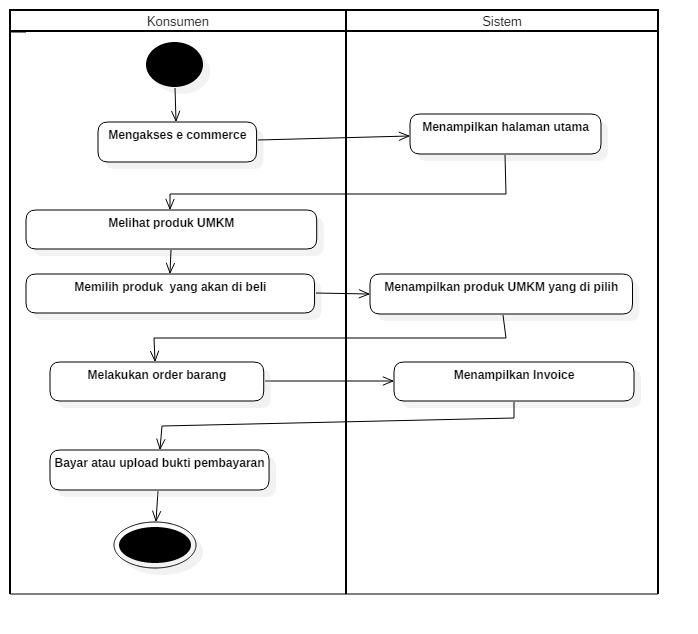 Konsumen
Sistem
Mengakses e commerce
Menampilkan halaman utama
Melihat produk UMKM
Memilih produk  yang akan di beli
Menampilkan produk UMKM yang di pilih
Melakukan order barang
Menampilkan Invoice
Bayar atau upload bukti pembayaran